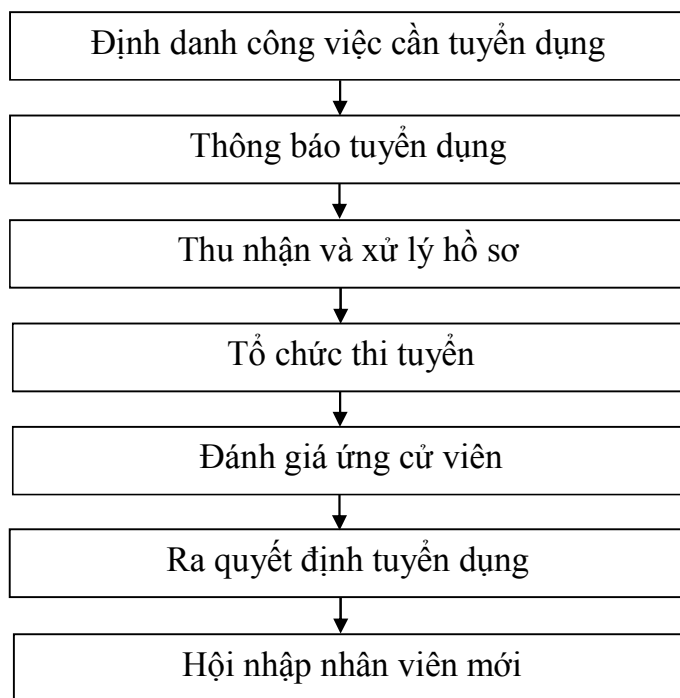 Định danh công việc cần tuyển dụng
Thông báo tuyển dụng
Thu nhận và xử lý hồ sơ
Tổ chức thi tuyển
Đánh giá ứng cử viên
Ra quyết định tuyển dụng
Hội nhập nhân viên mới